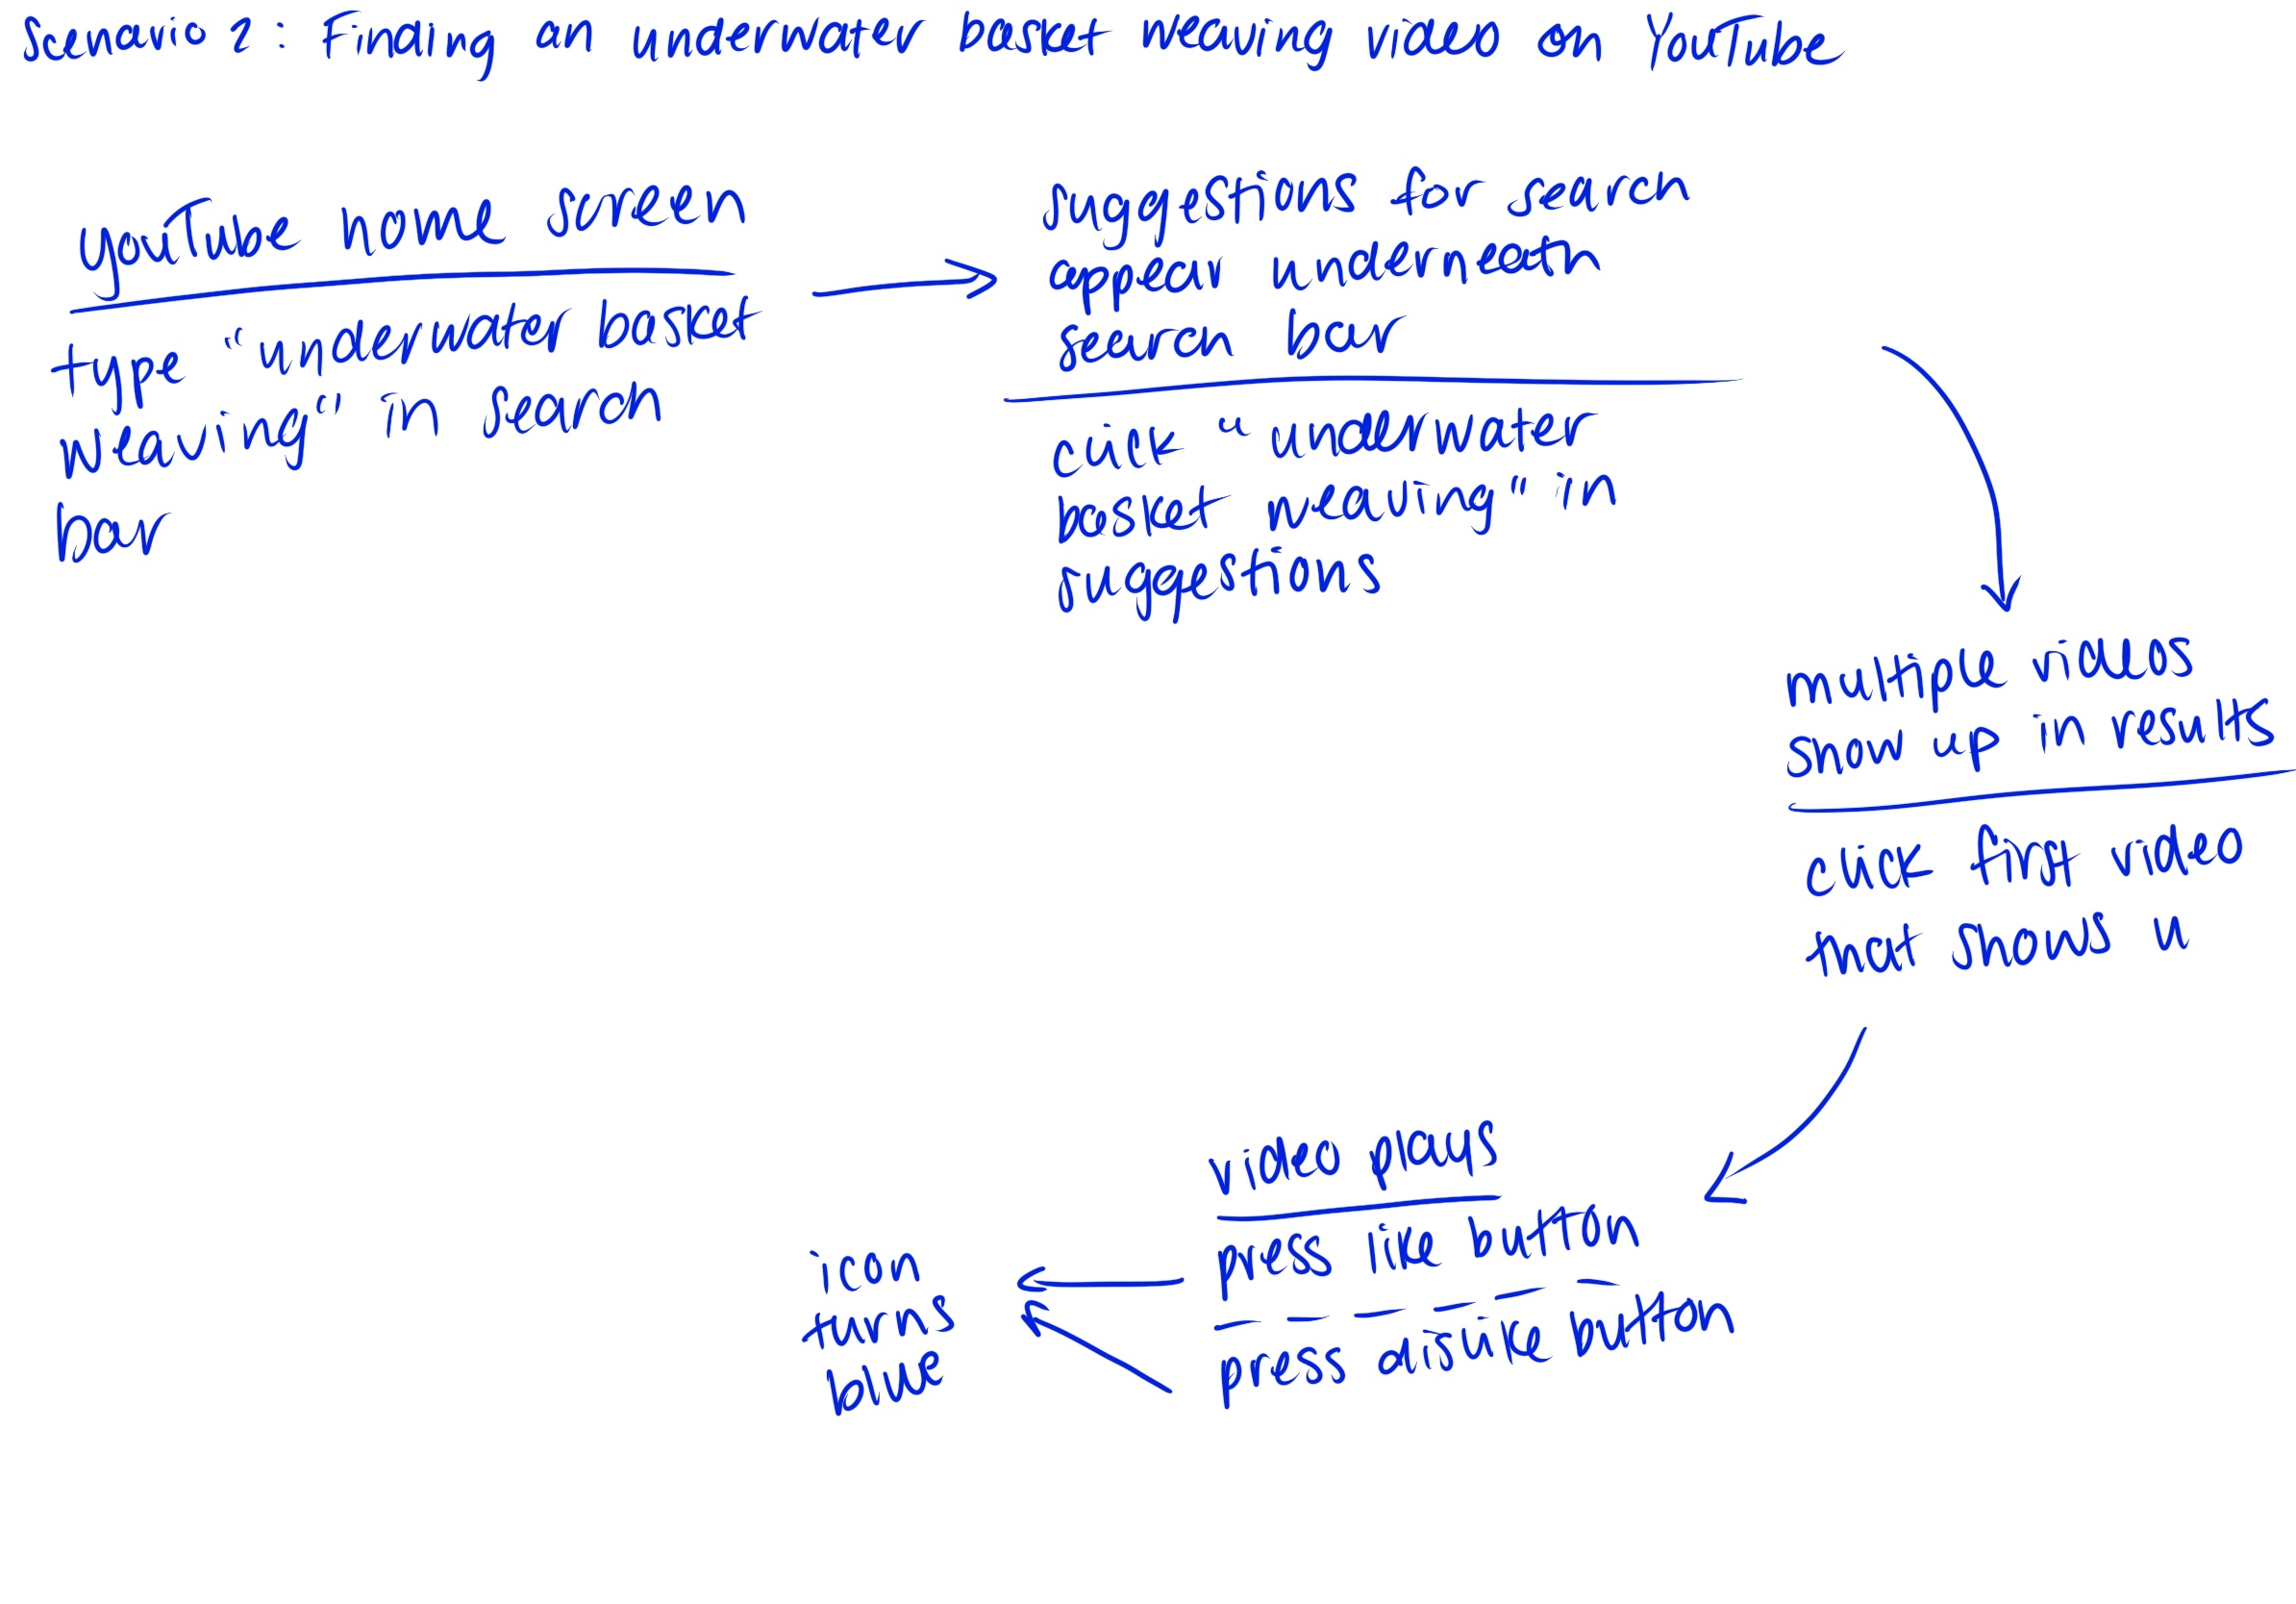 Scenario 2: Finding an underwater basket weaving video on YouTube
YouTube home screen
type "underwater basket
weaving" in search
bar
suggestions for search
appear underneath
search bar
click "underwater
basket weaving" in
suggestions
multiple videos
show up in results
click first video
that shows u
video plays
press like button
press dislike button
icon
turns
blue